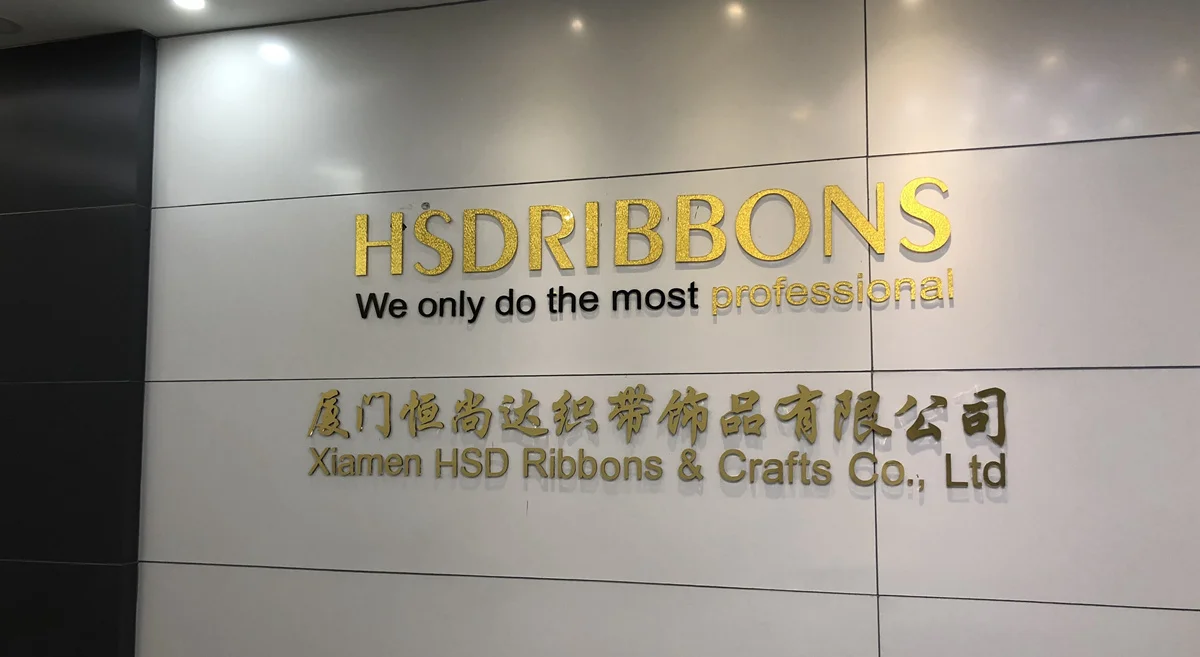 HSDRIBBONS
We only do the most professional
厦门恒尚达织带饰品有限公司
Xiamen HSD Ribbons & Crafts Co., Ltd